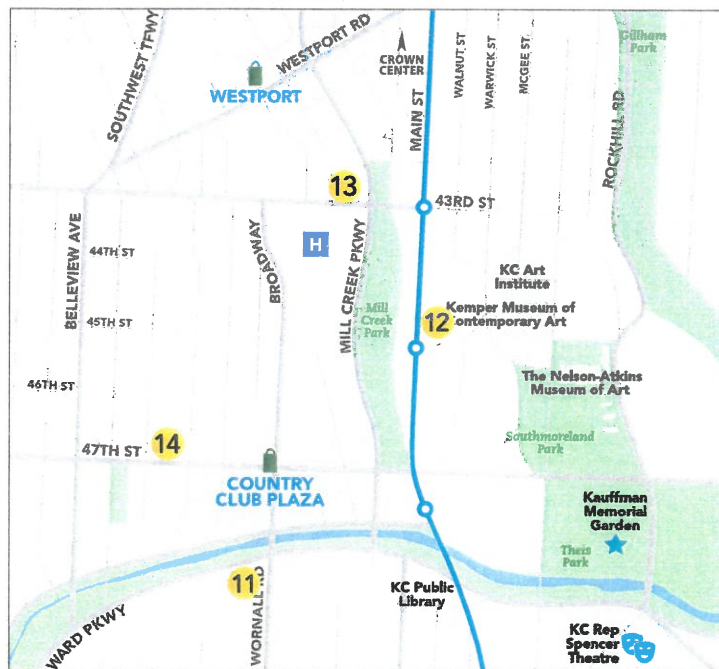 SOUTHWEST TFWY
WESTPORT RD
WESTPORT
CROWN
CENTER
MAIN ST
WALNUT ST
WARWICK ST
MCGEE ST
Gillham
Park
ROCKHILL RD
13
43RD ST
BELLEVIEW AVE
44TH ST
BROADWAY
H
MILL CREEK PKWY
KC Art
Institute
45TH ST
Mill
Creek
Park
12
Kemper Museum of
Contemporary Art
46TH ST
The Nelson-Atkins
Museum of Art
14
47TH ST
Southmoreland
Park
COUNTRY
CLUB PLAZA
Kauffman
Memorial
Garden
Theis
Park
11
WORNALL RD
KC Public
Library
WARD PKWY
KC Rep
Spencer
Theatre